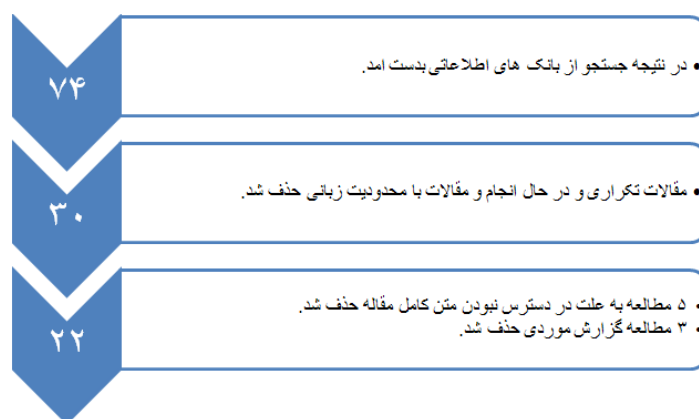 ۷۴
• در نتیجه جستجو از بانک های اطلاعاتی بدست امد.
۳۰
• مقالات تکراری و در حال انجام و مقالات با محدودیت زبانی حذف شد.
۲۲
• ۵ مطالعه به علت در دسترس نبودن متن کامل مقاله حذف شد.
• ۳ مطالعه گزارش موردی حذف شد.